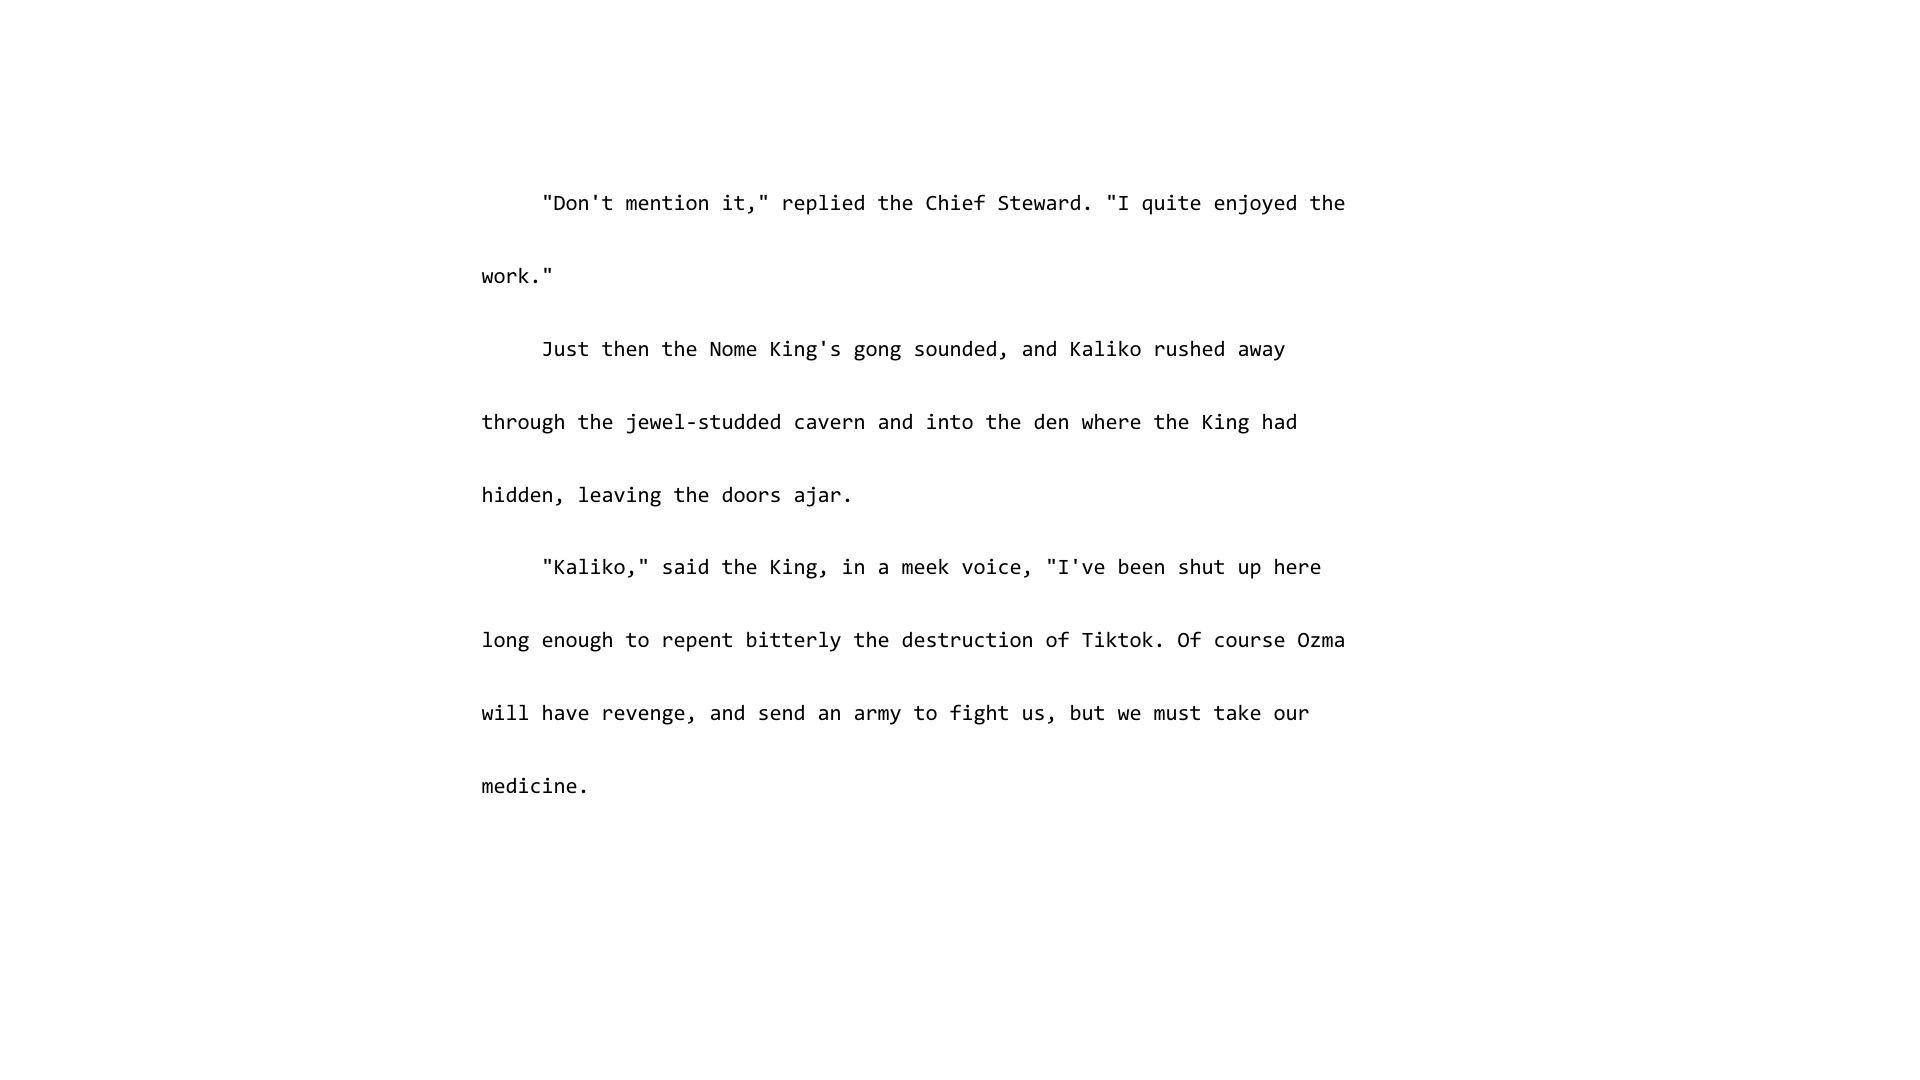 "Don't mention it," replied the Chief Steward. "I quite enjoyed the
work."
Just then the Nome King's gong sounded, and Kaliko rushed away
through the jewel-studded cavern and into the den where the King had
hidden, leaving the doors ajar.
"Kaliko," said the King, in a meek voice, "I've been shut up here
long enough to repent bitterly the destruction of Tiktok. Of course Ozma
will have revenge, and send an army to fight us, but we must take our
medicine.